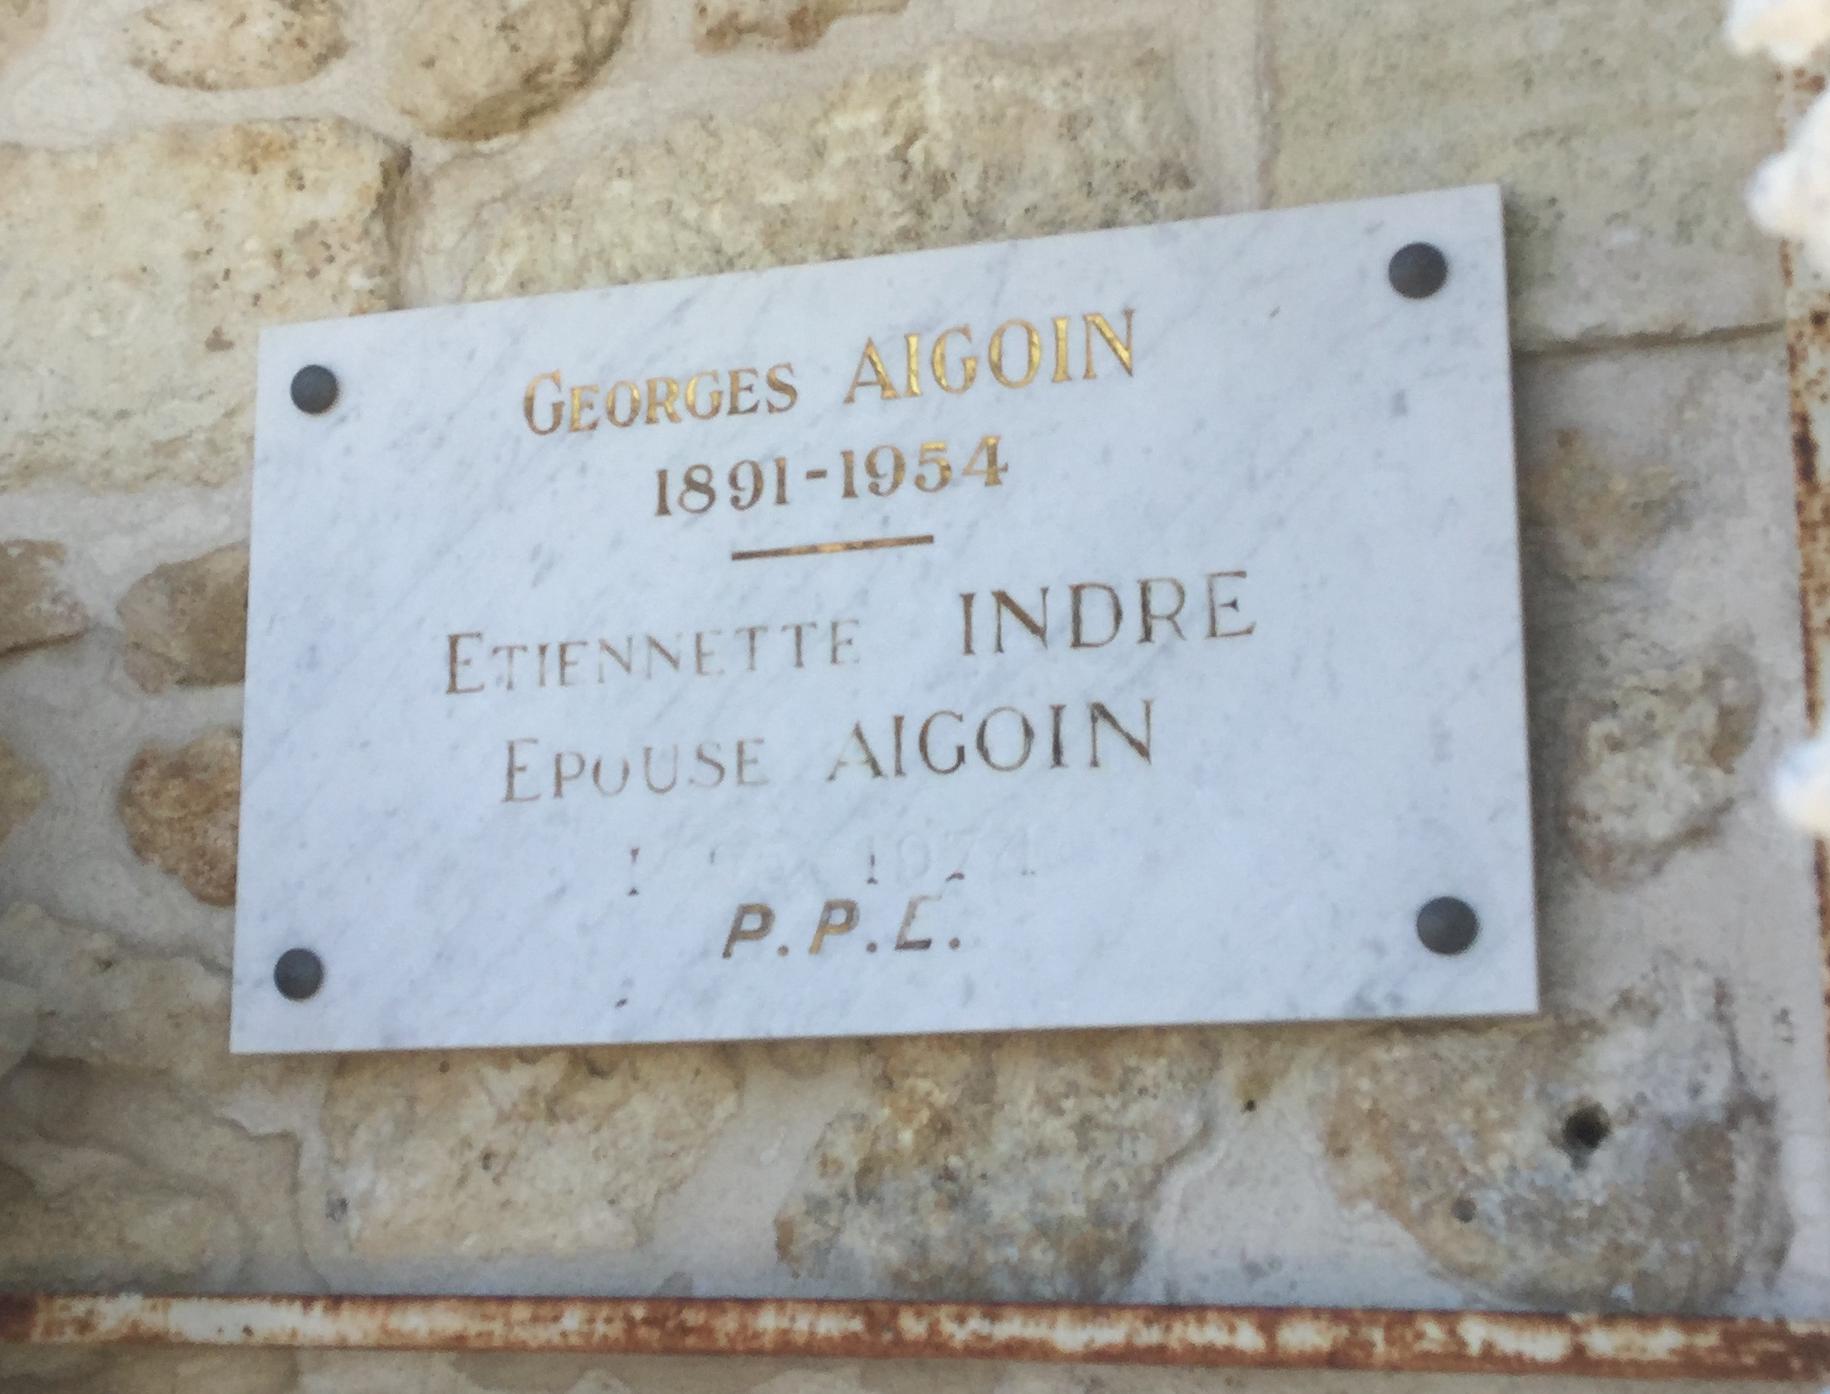 GEORGES AIGOIN
1891-1954
ETIENNETTE INDRE
EPOUSE AIGOIN
P.P.E.